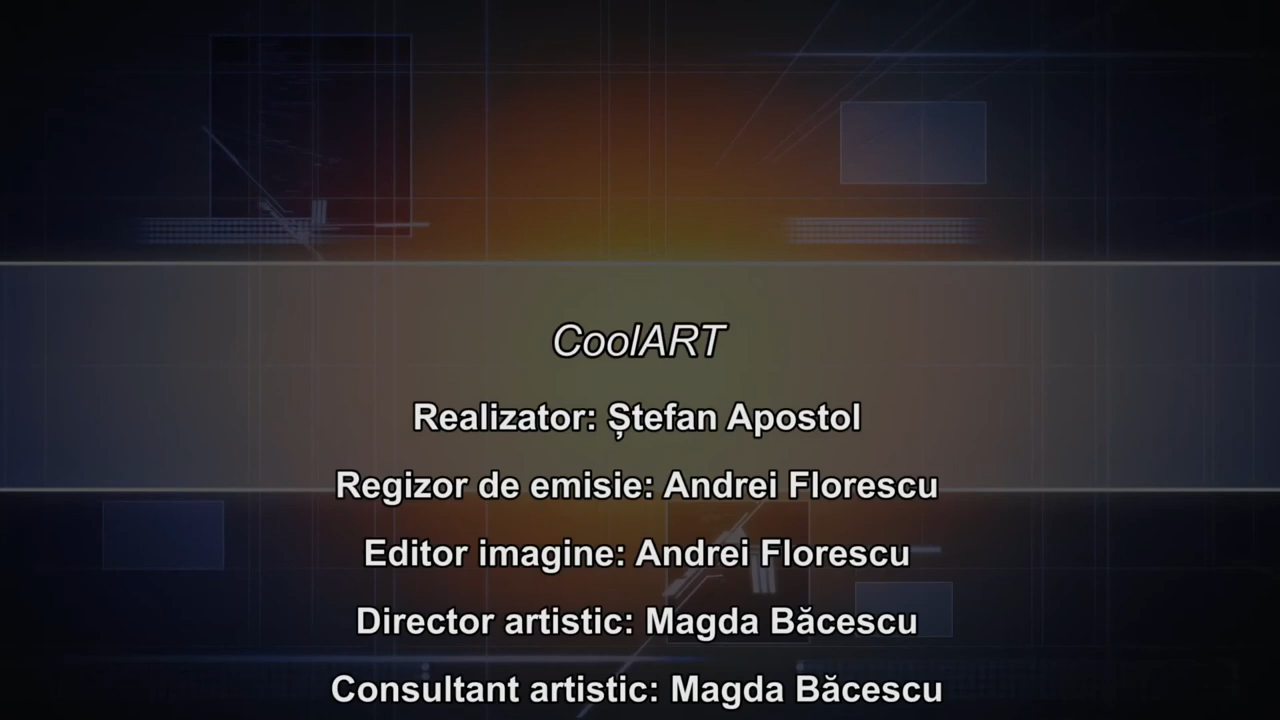 CoolART
Realizator: Ștefan Apostol
Regizor de emisie: Andrei Florescu
Editor imagine: Andrei Florescu
Director artistic: Magda Băcescu
Consultant artistic: Magda Băcescu